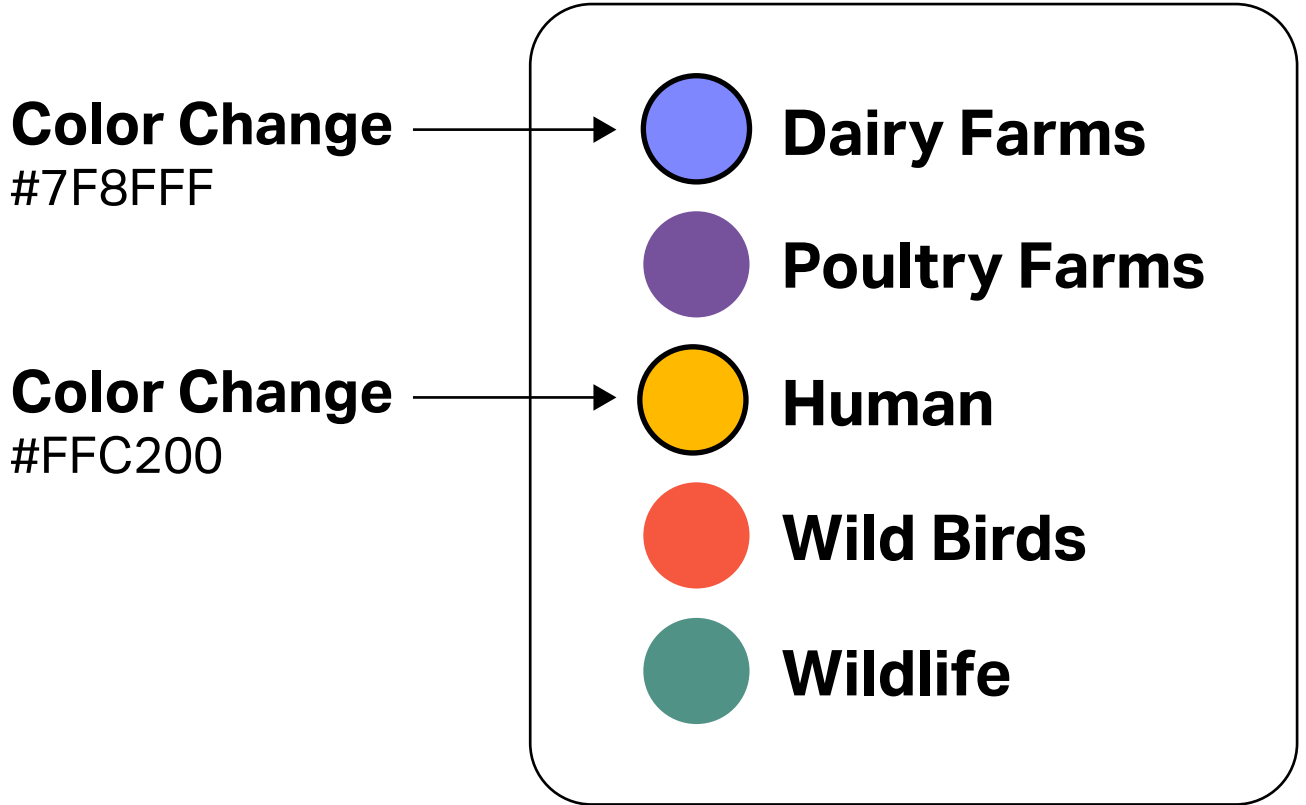 Color Change
#7F8FFF
Dairy Farms
Poultry Farms
Color Change
#FFC200
Human
Wild Birds
Wildlife